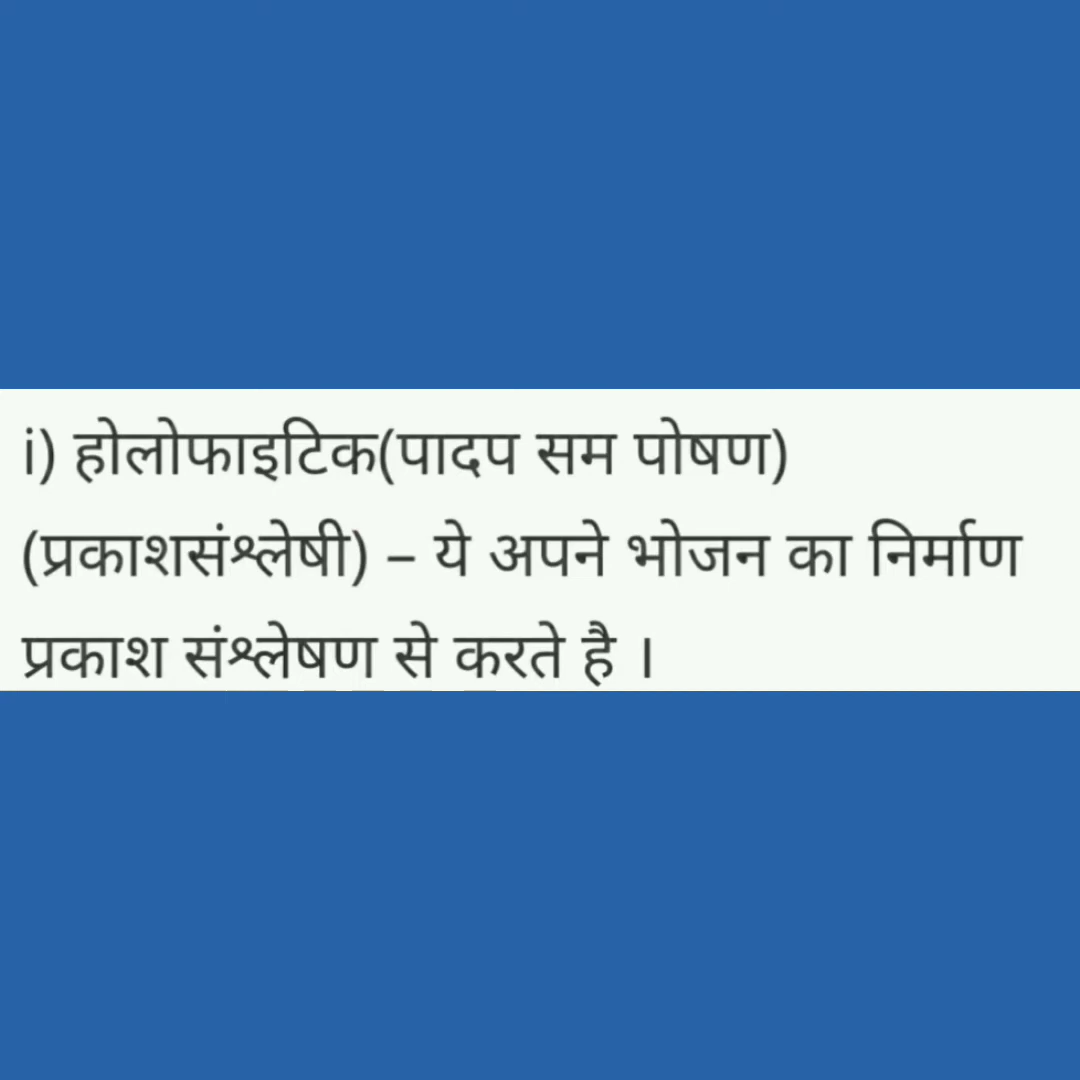 i) होलोफाइटिक(पादप सम पोषण)
(प्रकाशसंश्लेषी) – ये अपने भोजन का निर्माण
प्रकाश संश्लेषण से करते है ।